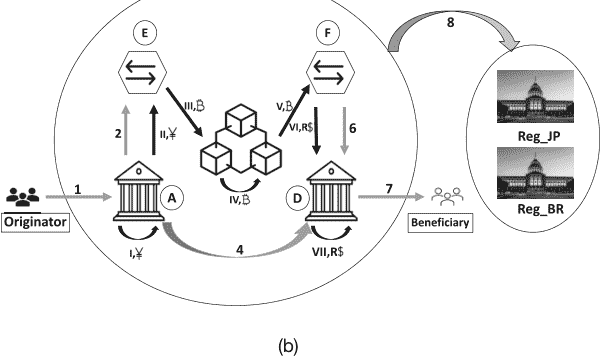 E
F
8
III,₿
V,₿
2
II,¥
VI,R$
6
Reg_JP
1
A
IV,₿
D
7
Originator
Beneficiary
Reg_BR
I,¥
4
VII,R$
(b)